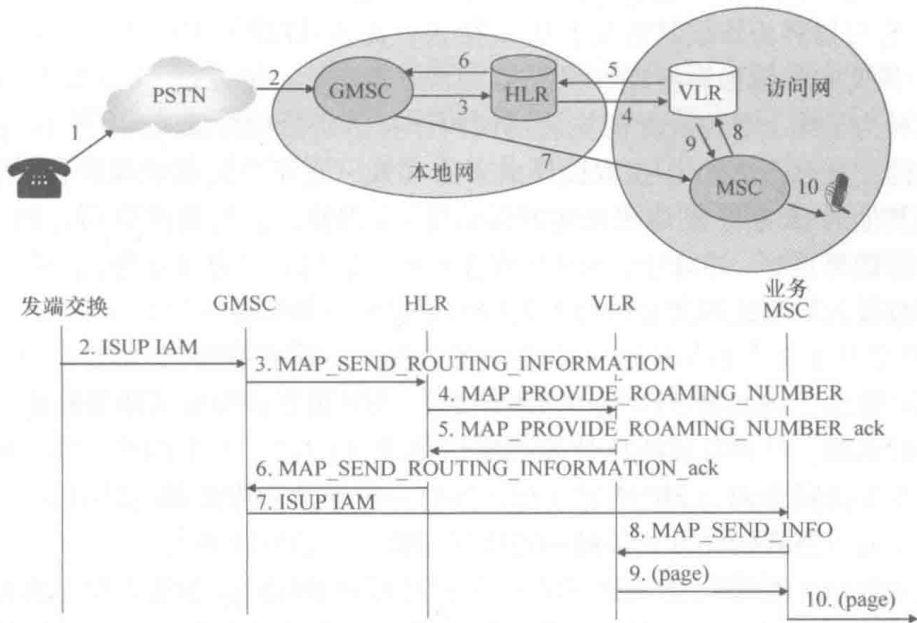 6
5
2
PSTN
GMSC
HLR
VLR
访问网
3
4
1
8
9
7
本地网
MSC
10
发端交换
GMSC
HLR
VLR
业务
MSC
2. ISUP IAM
3. MAP_SEND_ROUTING_INFORMATION
4. MAP_PROVIDE_ROAMING_NUMBER
5. MAP_PROVIDE_ROAMING_NUMBER_ack
6. MAP_SEND_ROUTING_INFORMATION_ack
7. ISUP IAM
8. MAP_SEND_INFO
9. (page)
10. (page)